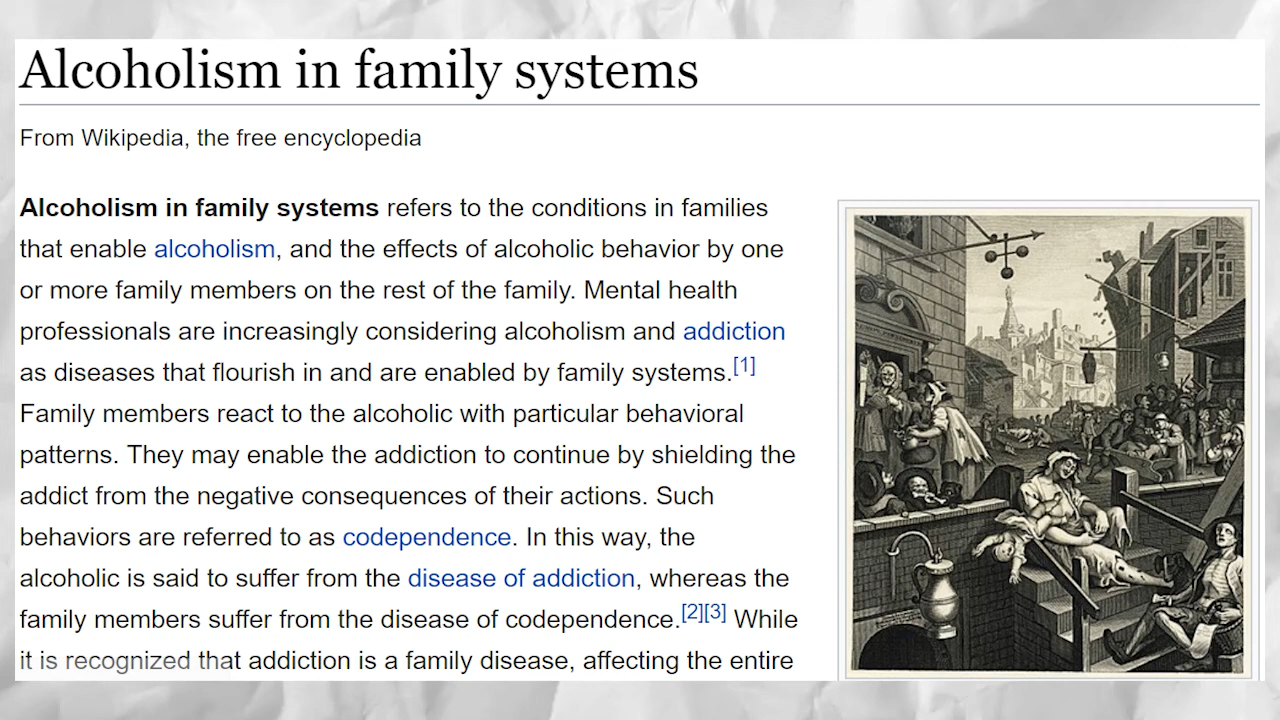 Alcoholism in family systems
From Wikipedia, the free encyclopedia
Alcoholism in family systems refers to the conditions in families
that enable alcoholism, and the effects of alcoholic behavior by one
or more family members on the rest of the family. Mental health
professionals are increasingly considering alcoholism and addiction
as diseases that flourish in and are enabled by family systems.[1]
Family members react to the alcoholic with particular behavioral
patterns. They may enable the addiction to continue by shielding the
addict from the negative consequences of their actions. Such
behaviors are referred to as codependence. In this way, the
alcoholic is said to suffer from the disease of addiction, whereas the
family members suffer from the disease of codependence.[2][3] While
it is recognized that addiction is a family disease, affecting the entire